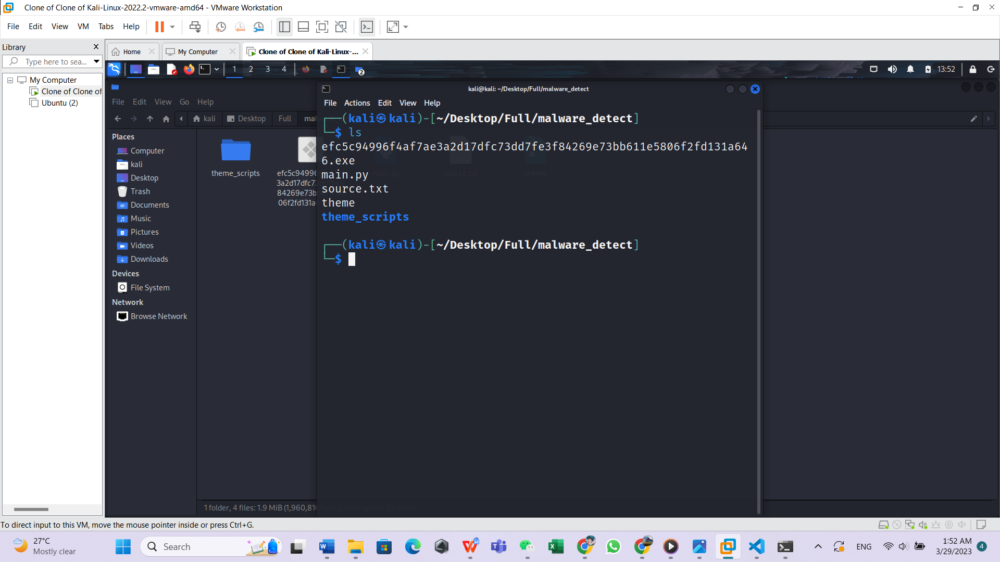 Clone of Clone of Kali-Linux-2022.2-vmware-amd64 - VMware Workstation
File Edit View VM Tabs Help
Library
Type here to sea...
Home
My Computer
Clone of Clone of Kali-Linux-...
My Computer
Clone of Clone of
Ubuntu (2)
1 2 3 4
2
13:52
File Edit View Go Help
kali
Desktop
Full
Places
Computer
kali
Desktop
Trash
Documents
Music
Pictures
Videos
Downloads
Devices
File System
Network
Browse Network
theme_scripts
efc5c94996
3a2d17dfc7
84269e73b
06f2fd131a
main.py
source.txt
theme
1 folder, 4 files: 1.9 MiB (1,960,81
kali@kali: ~/Desktop/Full/malware_detect
File Actions Edit View Help
(kali㉿kali)-[~/Desktop/Full/malware_detect]
$ ls
efc5c94996f4af7ae3a2d17dfc73dd7fe3f84269e73bb611e5806f2fd131a64
6.exe
main.py
source.txt
theme
theme_scripts
(kali㉿kali)-[~/Desktop/Full/malware_detect]
$
To direct input to this VM, move the mouse pointer inside or press Ctrl+G.
27°C
Mostly clear
Search
ENG
1:52 AM
3/29/2023
4